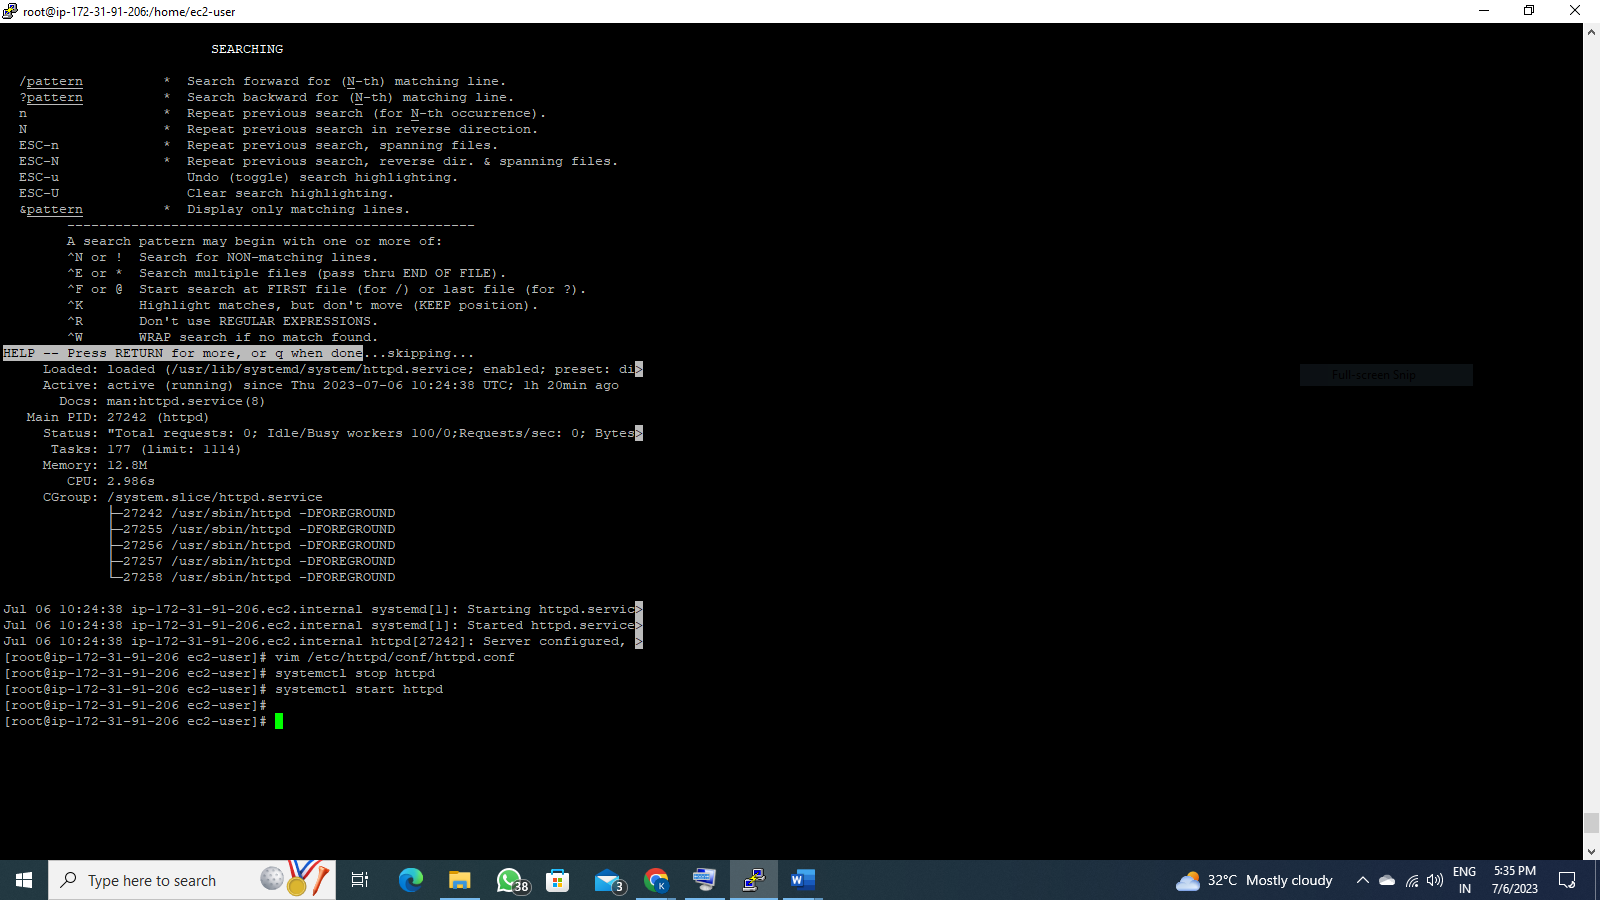 root@ip-172-31-91-206:/home/ec2-user
SEARCHING
/pattern * Search forward for (N-th) matching line.
?pattern * Search backward for (N-th) matching line.
n * Repeat previous search (for N-th occurrence).
N * Repeat previous search in reverse direction.
ESC-n * Repeat previous search, spanning files.
ESC-N * Repeat previous search, reverse dir. & spanning files.
ESC-u Undo (toggle) search highlighting.
ESC-U Clear search highlighting.
&pattern * Display only matching lines.
---------------------------------------------------
A search pattern may begin with one or more of:
^N or ! Search for NON-matching lines.
^E or * Search multiple files (pass thru END OF FILE).
^F or @ Start search at FIRST file (for /) or last file (for ?).
^K Highlight matches, but don't move (KEEP position).
^R Don't use REGULAR EXPRESSIONS.
^W WRAP search if no match found.
HELP -- Press RETURN for more, or q when done...skipping...
Loaded: loaded (/usr/lib/systemd/system/httpd.service; enabled; preset: di>
Full-screen Snip
Active: active (running) since Thu 2023-07-06 10:24:38 UTC; 1h 20min ago
Docs: man:httpd.service(8)
Main PID: 27242 (httpd)
Status: "Total requests: 0; Idle/Busy workers 100/0;Requests/sec: 0; Bytes>
Tasks: 177 (limit: 1114)
Memory: 12.8M
CPU: 2.986s
CGroup: /system.slice/httpd.service
├─27242 /usr/sbin/httpd -DFOREGROUND
├─27255 /usr/sbin/httpd -DFOREGROUND
├─27256 /usr/sbin/httpd -DFOREGROUND
├─27257 /usr/sbin/httpd -DFOREGROUND
└─27258 /usr/sbin/httpd -DFOREGROUND
Jul 06 10:24:38 ip-172-31-91-206.ec2.internal systemd[1]: Starting httpd.servic>
Jul 06 10:24:38 ip-172-31-91-206.ec2.internal systemd[1]: Started httpd.service>
Jul 06 10:24:38 ip-172-31-91-206.ec2.internal httpd[27242]: Server configured, >
[root@ip-172-31-91-206 ec2-user]# vim /etc/httpd/conf/httpd.conf
[root@ip-172-31-91-206 ec2-user]# systemctl stop httpd
[root@ip-172-31-91-206 ec2-user]# systemctl start httpd
[root@ip-172-31-91-206 ec2-user]#
[root@ip-172-31-91-206 ec2-user]#
Type here to search
38
3
K
W
32°C Mostly cloudy
ENG
IN
5:35 PM
7/6/2023